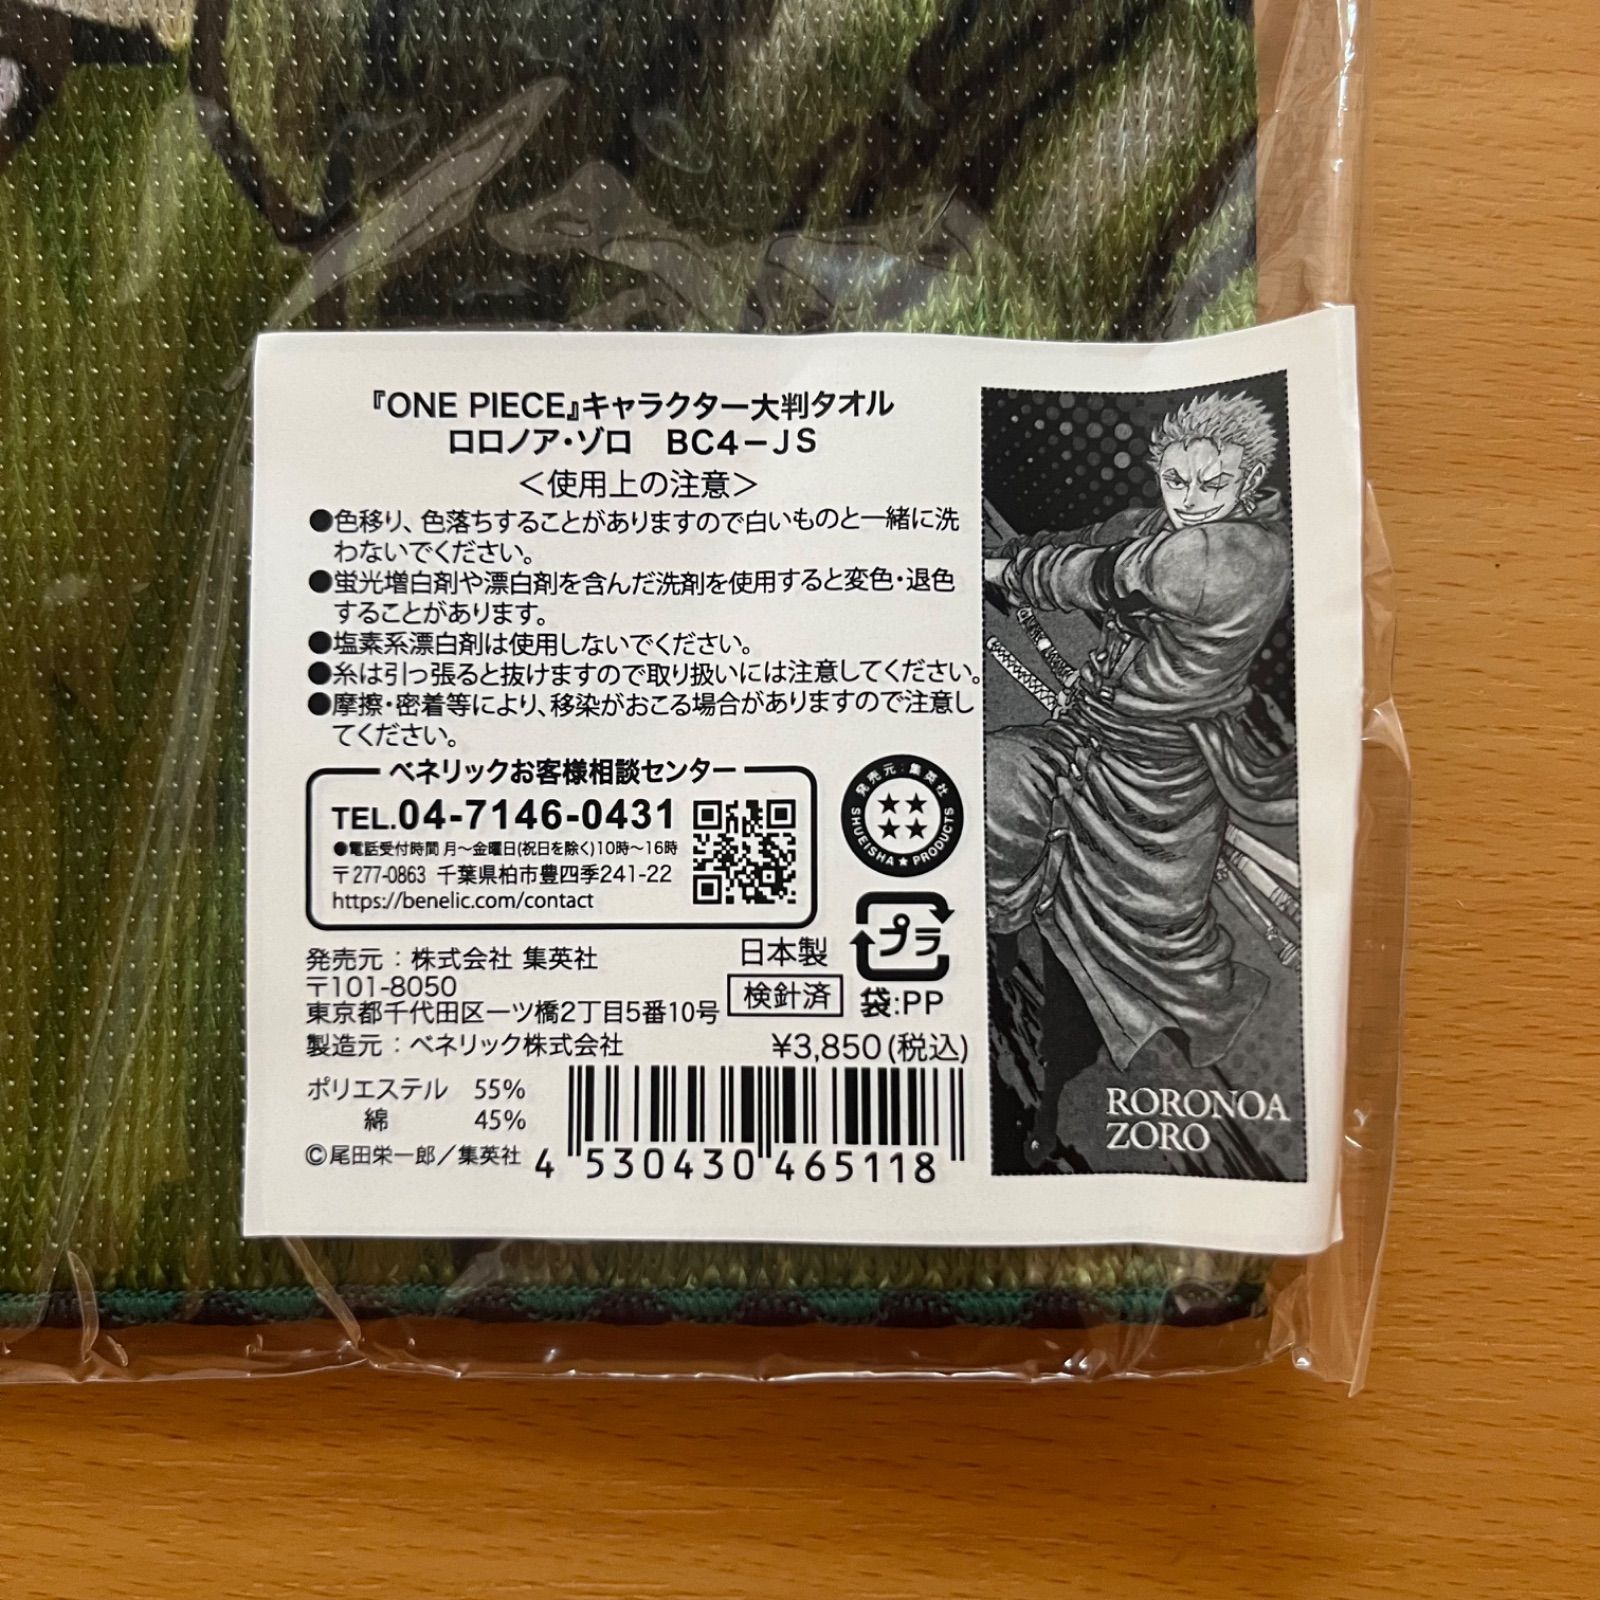 『ONE PIECE』キャラクター大判タオル
ロロノア・ゾロ BC4-JS
<使用上の注意>
●色移り、色落ちすることがありますので白いものと一緒に洗
わないでください。
●蛍光増白剤や漂白剤を含んだ洗剤を使用すると変色・退色
することがあります。
●塩素系漂白剤は使用しないでください。
●糸は引っ張ると抜けますので取り扱いには注意してください。
●摩擦・密着等により、移染がおこる場合がありますので注意し
てください。
ベネリックお客様相談センター
TEL.04-7146-0431
●電話受付時間 月~金曜日(祝日を除く)10時~16時
〒277-0863 千葉県柏市豊四季241-22
https://benelic.com/contact
発売元:集英社
SHUEISHA★PRODUCTS
プラ
袋:PP
日本製
検針済
発売元:株式会社 集英社
〒101-8050
東京都千代田区一ツ橋2丁目5番10号
製造元:ベネリック株式会社
¥3,850(税込)
ポリエステル 55%
綿 45%
©尾田栄一郎/集英社
4 530430 465118
RORONOA
ZORO